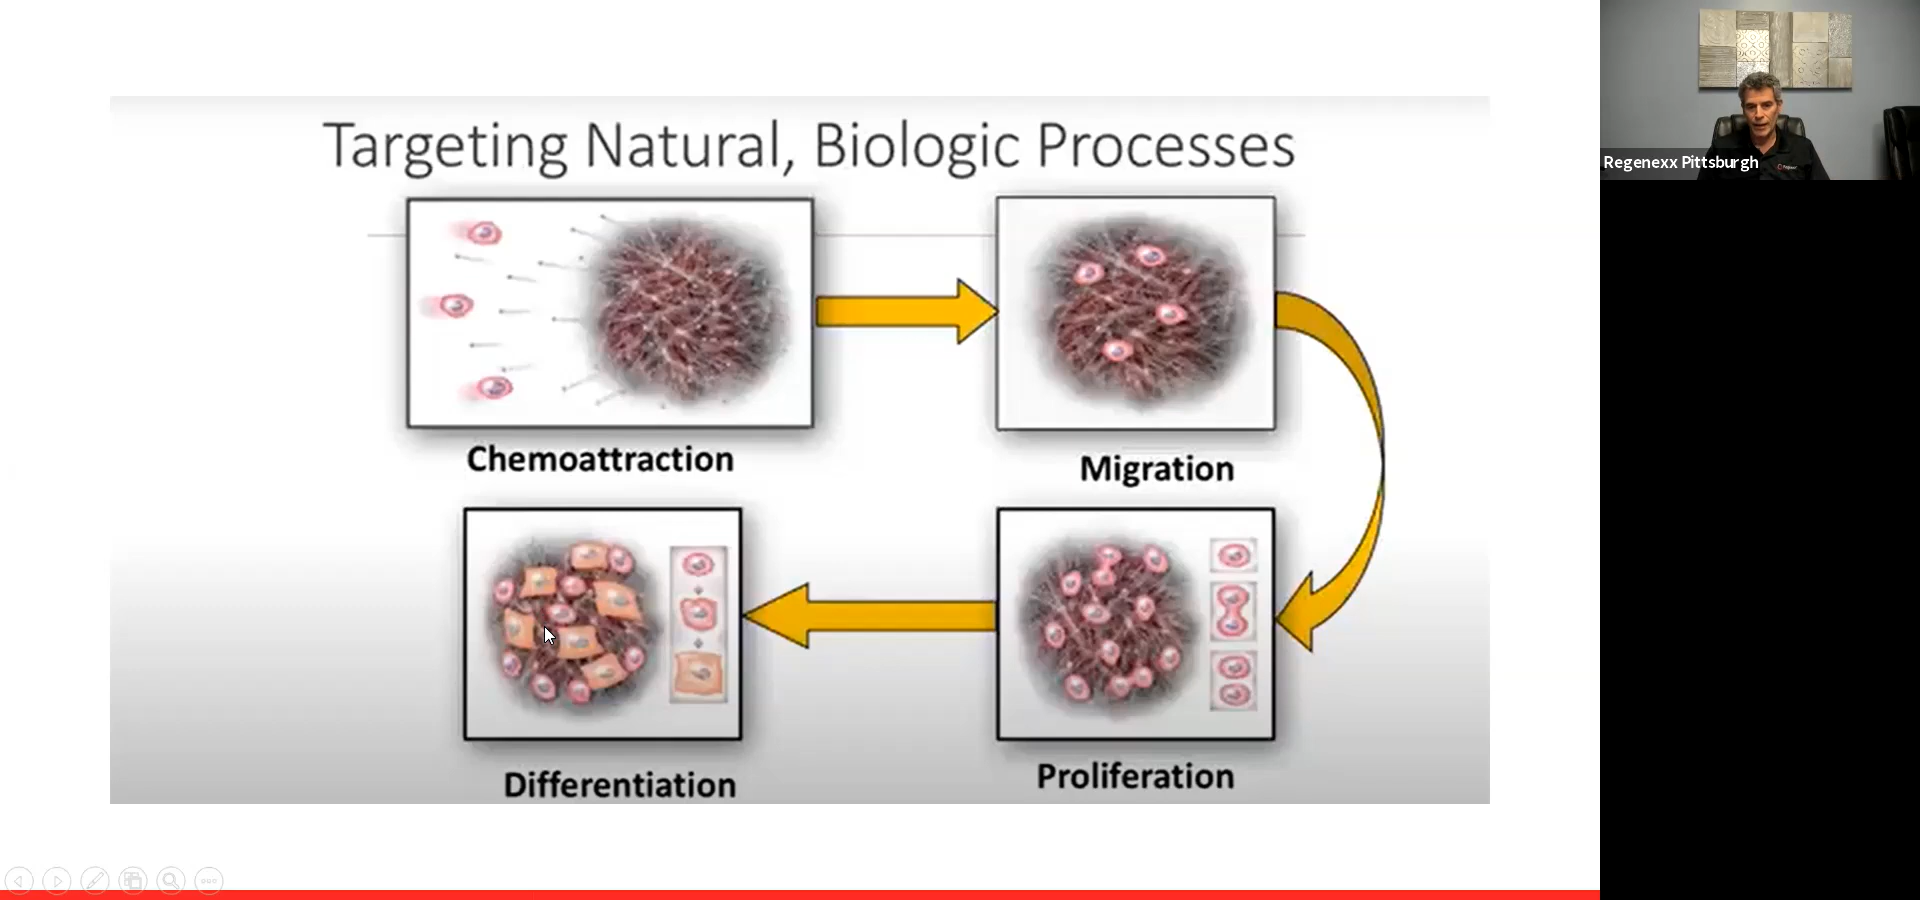 Targeting Natural, Biologic Processes
Regenexx Pittsburgh
Chemoattraction
Migration
Differentiation
Proliferation